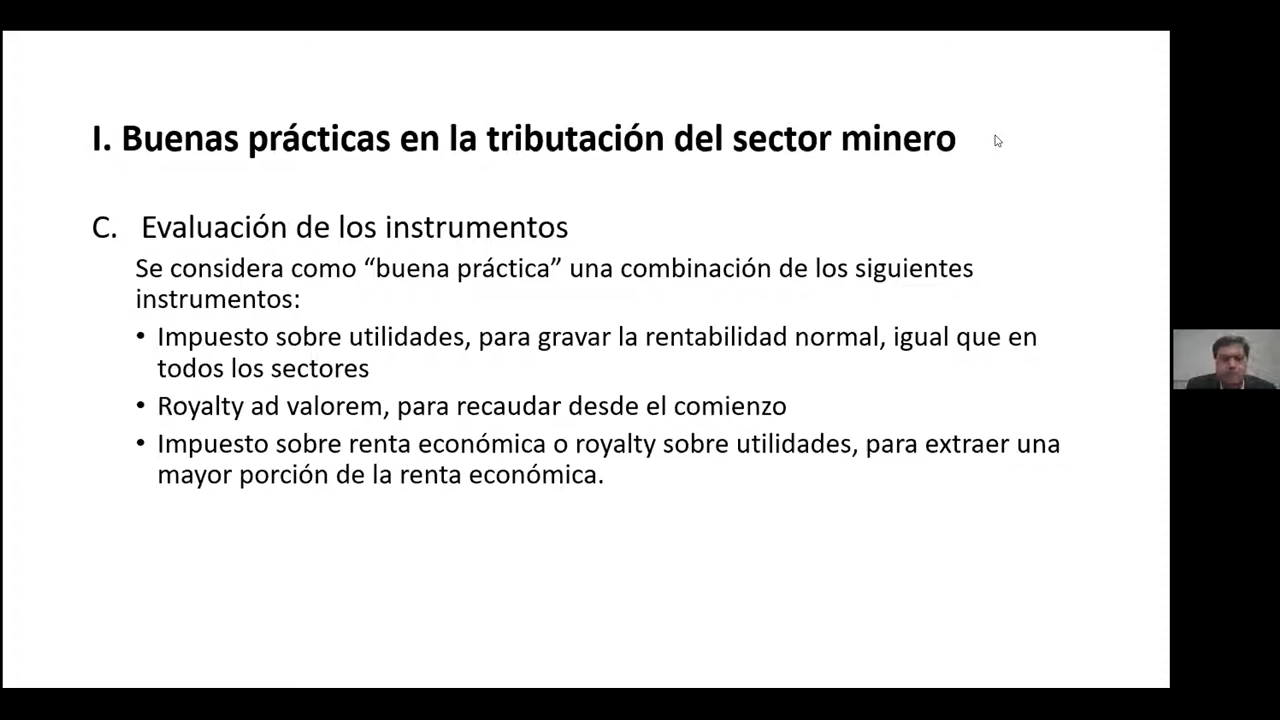 I. Buenas prácticas en la tributación del sector minero
C. Evaluación de los instrumentos
Se considera como “buena práctica” una combinación de los siguientes
instrumentos:
• Impuesto sobre utilidades, para gravar la rentabilidad normal, igual que en
todos los sectores
• Royalty ad valorem, para recaudar desde el comienzo
• Impuesto sobre renta económica o royalty sobre utilidades, para extraer una
mayor porción de la renta económica.